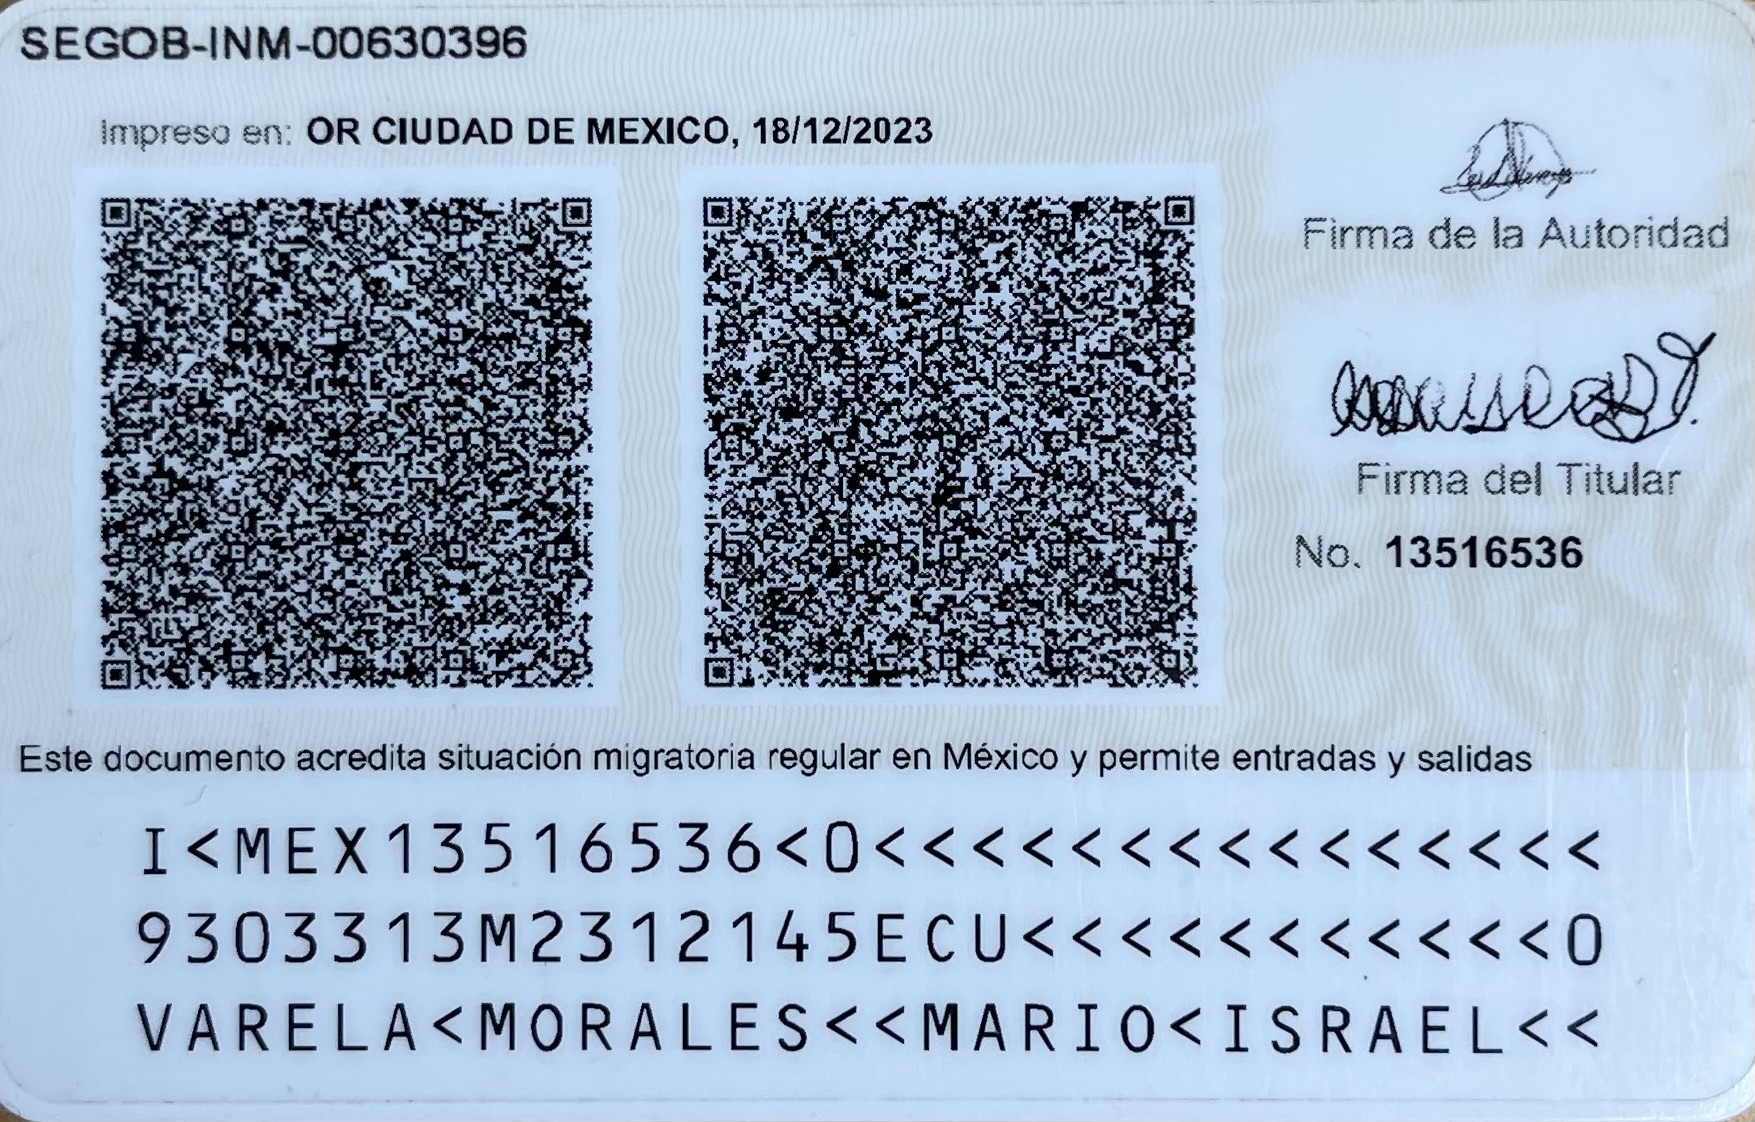 SEGOB-INM-00630396
Impreso en: OR CIUDAD DE MEXICO, 18/12/2023
Firma de la Autoridad
Firma del Titular
No. 13516536
Este documento acredita situación migratoria regular en México y permite entradas y salidas
I<MEX13516536<0<<<<<<<<<<<<<<<
9303313M2312145ECU<<<<<<<<<<<0
VARELA<MORALES<<MARIO<ISRAEL<<